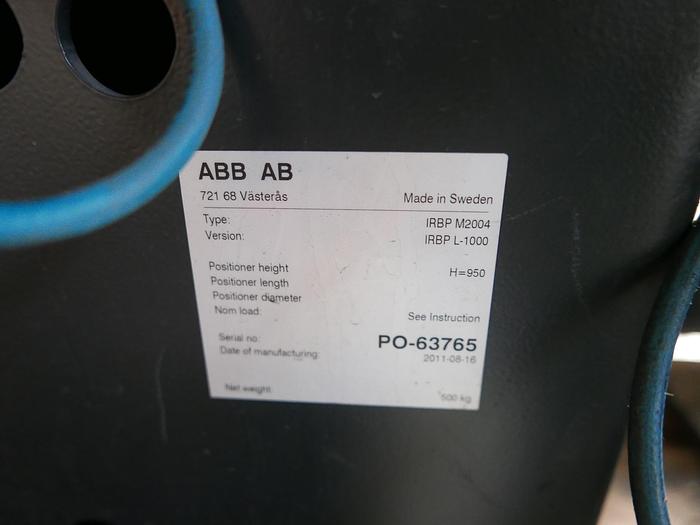 ABB AB
721 68 Västerås Made in Sweden
Type: IRBP M2004
Version: IRBP L-1000
Positioner height H=950
Positioner length
Positioner diameter
Nom load: See Instruction
Serial no: PO-63765
Date of manufacturing: 2011-08-16
Net weight: 500 kg